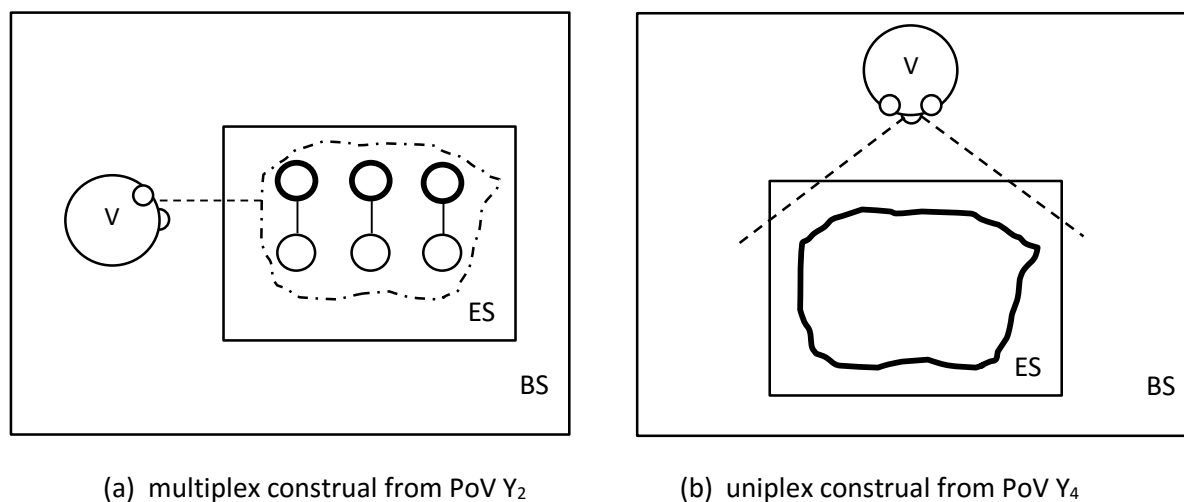 V
ES
BS
V
ES
BS
(a) multiplex construal from PoV Y₂
(b) uniplex construal from PoV Y₄